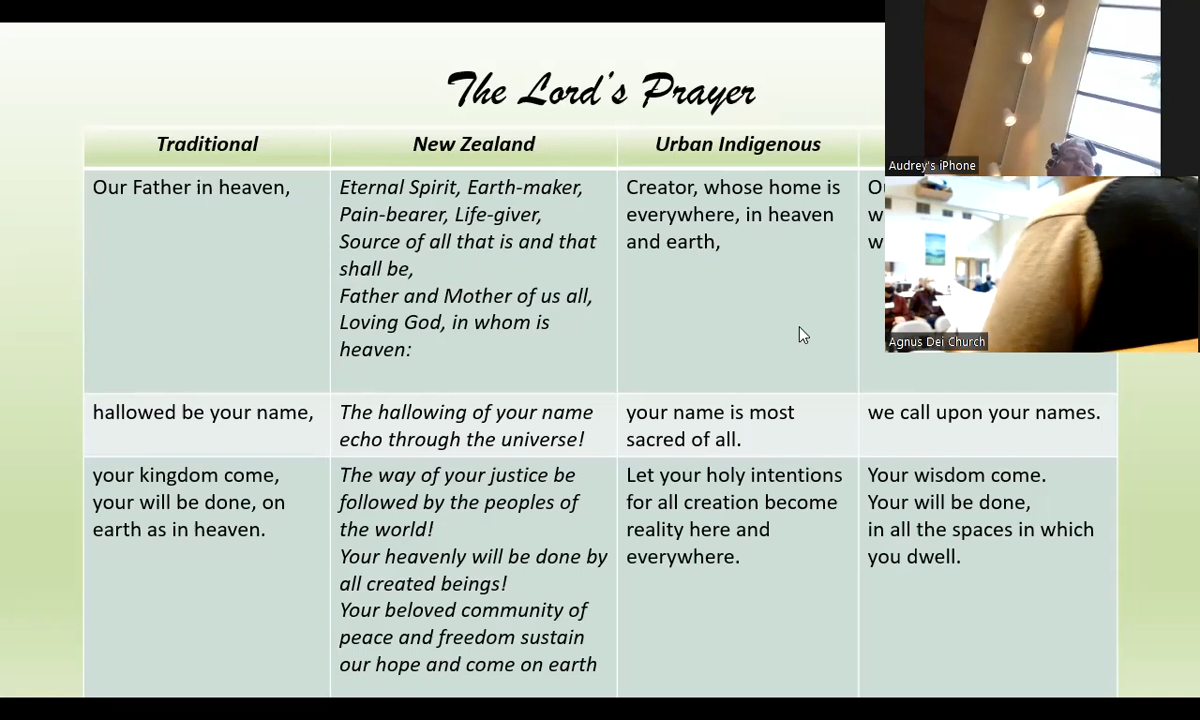 The Lord's Prayer
Traditional
New Zealand
Urban Indigenous
Our Father in heaven,
Eternal Spirit, Earth-maker,
Pain-bearer, Life-giver,
Source of all that is and that
shall be,
Father and Mother of us all,
Loving God, in whom is
heaven:
Creator, whose home is
everywhere, in heaven
and earth,
hallowed be your name,
The hallowing of your name
echo through the universe!
your name is most
sacred of all.
we call upon your names.
your kingdom come,
your will be done, on
earth as in heaven.
The way of your justice be
followed by the peoples of
the world!
Your heavenly will be done by
all created beings!
Your beloved community of
peace and freedom sustain
our hope and come on earth
Let your holy intentions
for all creation become
reality here and
everywhere.
Your wisdom come.
Your will be done,
in all the spaces in which
you dwell.
Audrey's iPhone
Agnus Dei Church